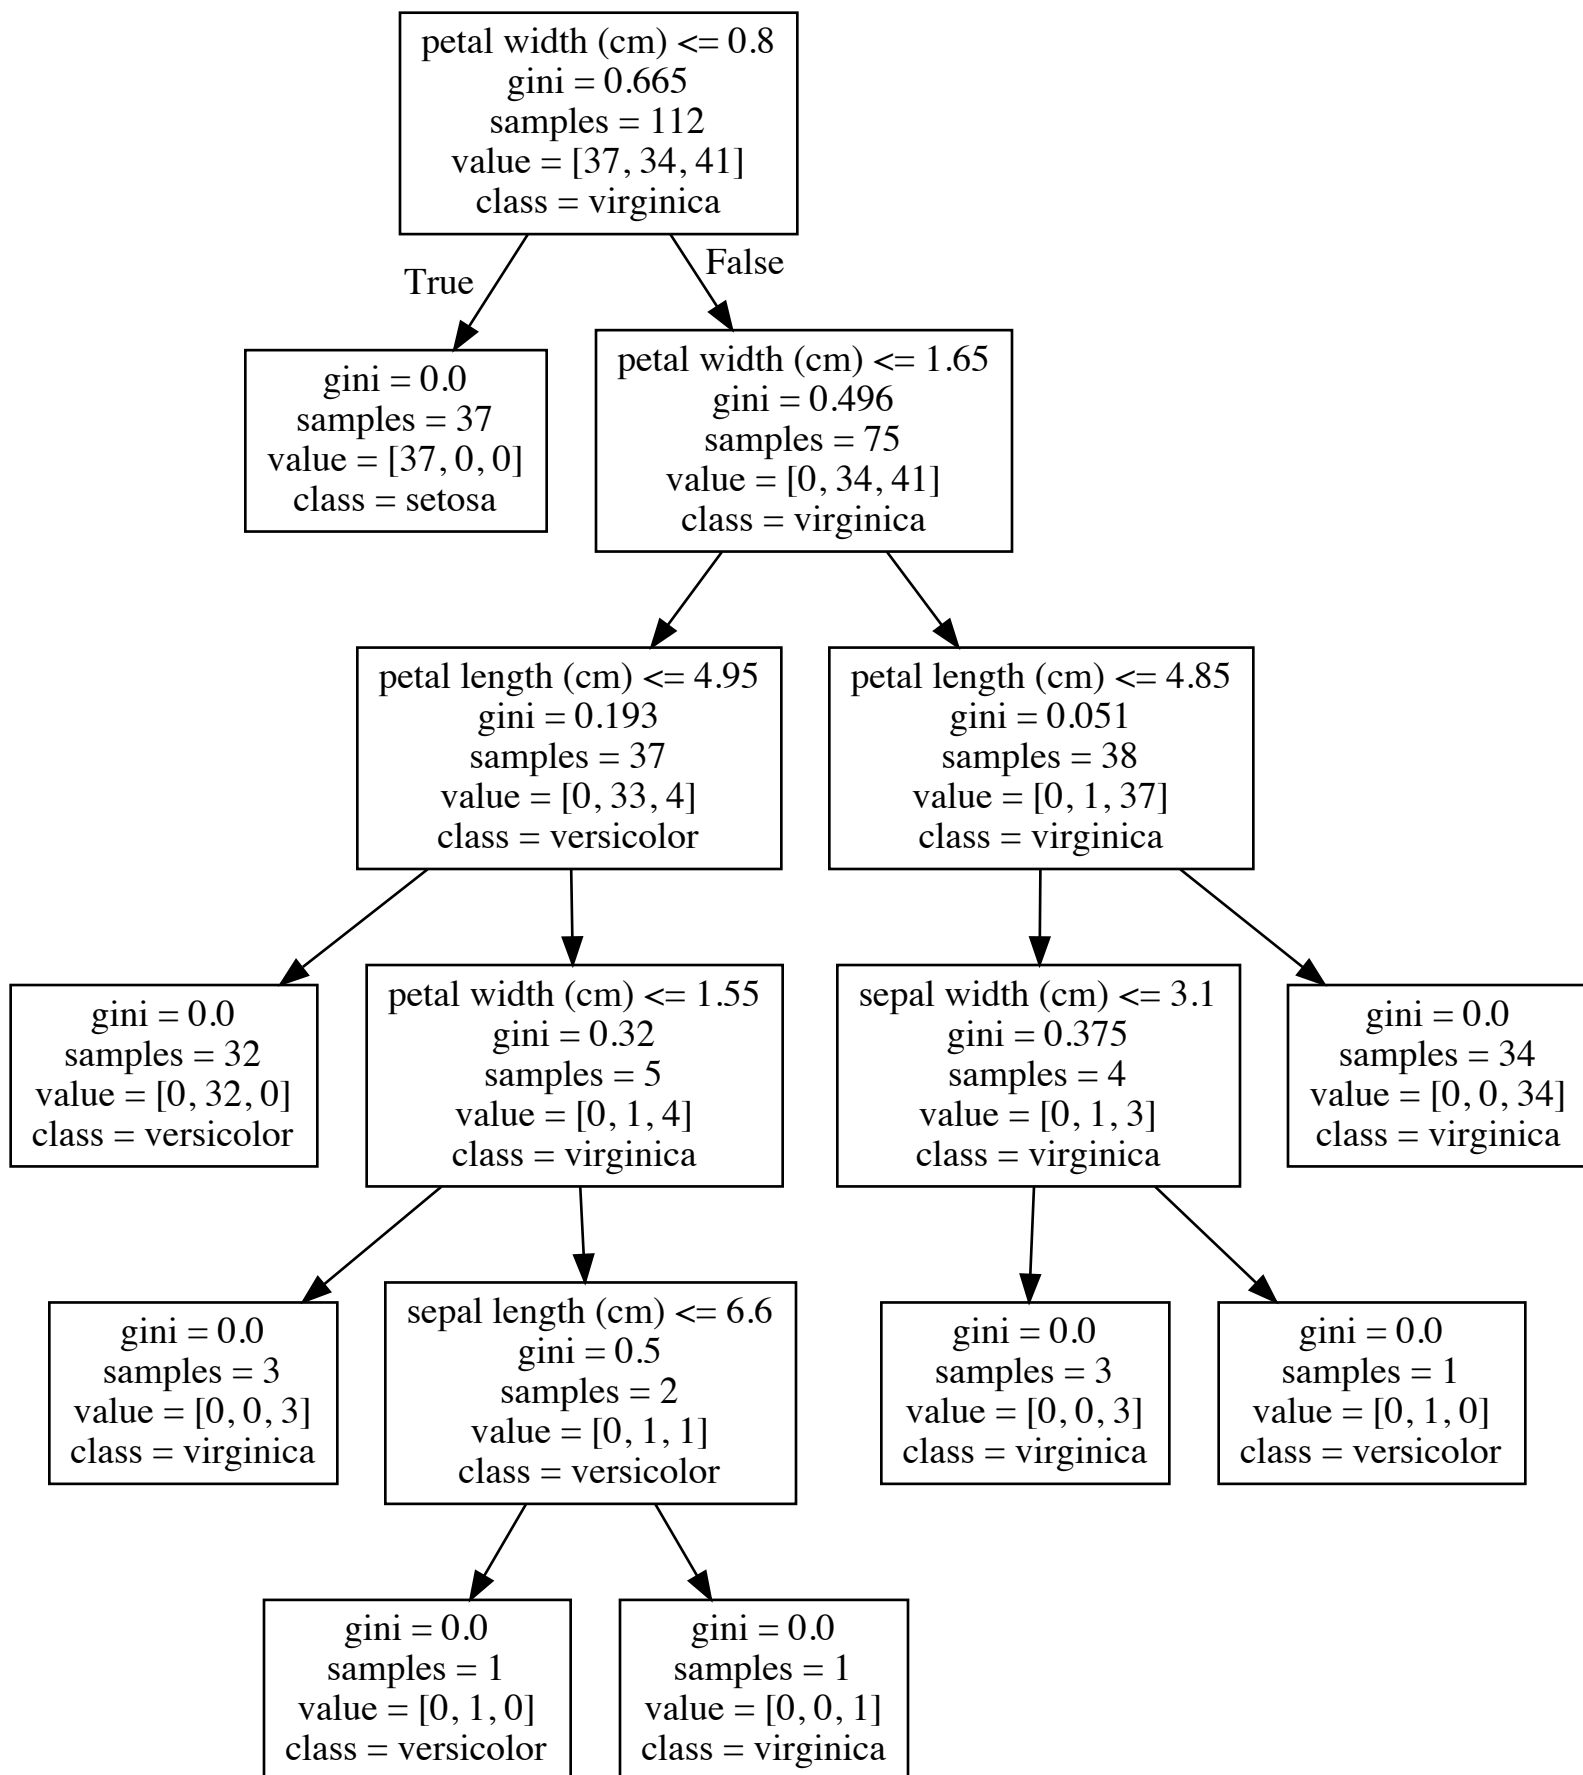 petal width (cm) <= 0.8
gini = 0.665
samples = 112
value = [37, 34, 41]
class = virginica
True
False
gini = 0.0
samples = 37
value = [37, 0, 0]
class = setosa
petal width (cm) <= 1.65
gini = 0.496
samples = 75
value = [0, 34, 41]
class = virginica
petal length (cm) <= 4.95
gini = 0.193
samples = 37
value = [0, 33, 4]
class = versicolor
petal length (cm) <= 4.85
gini = 0.051
samples = 38
value = [0, 1, 37]
class = virginica
gini = 0.0
samples = 32
value = [0, 32, 0]
class = versicolor
petal width (cm) <= 1.55
gini = 0.32
samples = 5
value = [0, 1, 4]
class = virginica
sepal width (cm) <= 3.1
gini = 0.375
samples = 4
value = [0, 1, 3]
class = virginica
gini = 0.0
samples = 34
value = [0, 0, 34]
class = virginica
gini = 0.0
samples = 3
value = [0, 0, 3]
class = virginica
sepal length (cm) <= 6.6
gini = 0.5
samples = 2
value = [0, 1, 1]
class = versicolor
gini = 0.0
samples = 3
value = [0, 0, 3]
class = virginica
gini = 0.0
samples = 1
value = [0, 1, 0]
class = versicolor
gini = 0.0
samples = 1
value = [0, 1, 0]
class = versicolor
gini = 0.0
samples = 1
value = [0, 0, 1]
class = virginica